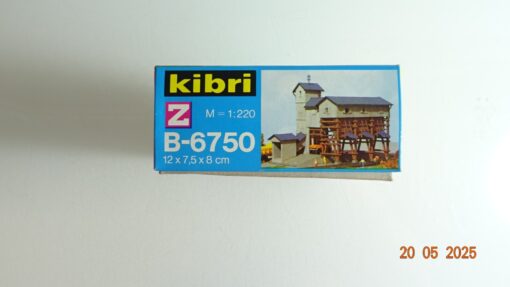 kibri
Z
M = 1:220
B-6750
12 x 7,5 x 8 cm
20 05 2025